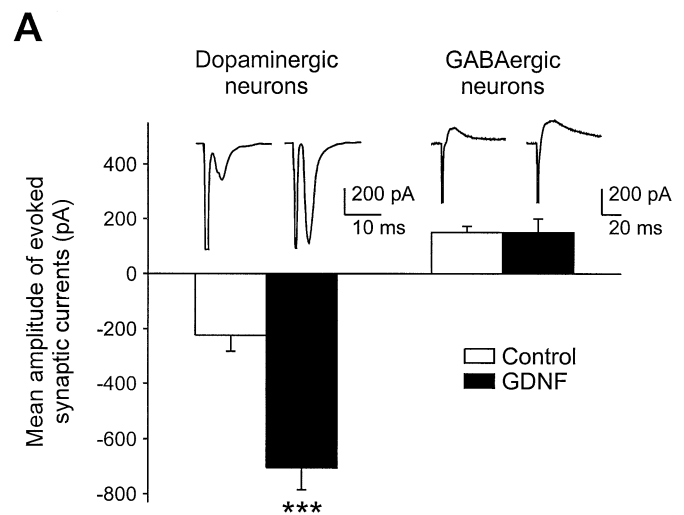 A
Dopaminergic
neurons
GABAergic
neurons
Mean amplitude of evoked
synaptic currents (pA)
400
200
0
-200
-400
-600
-800
200 pA
10 ms
200 pA
20 ms
Control
GDNF
***